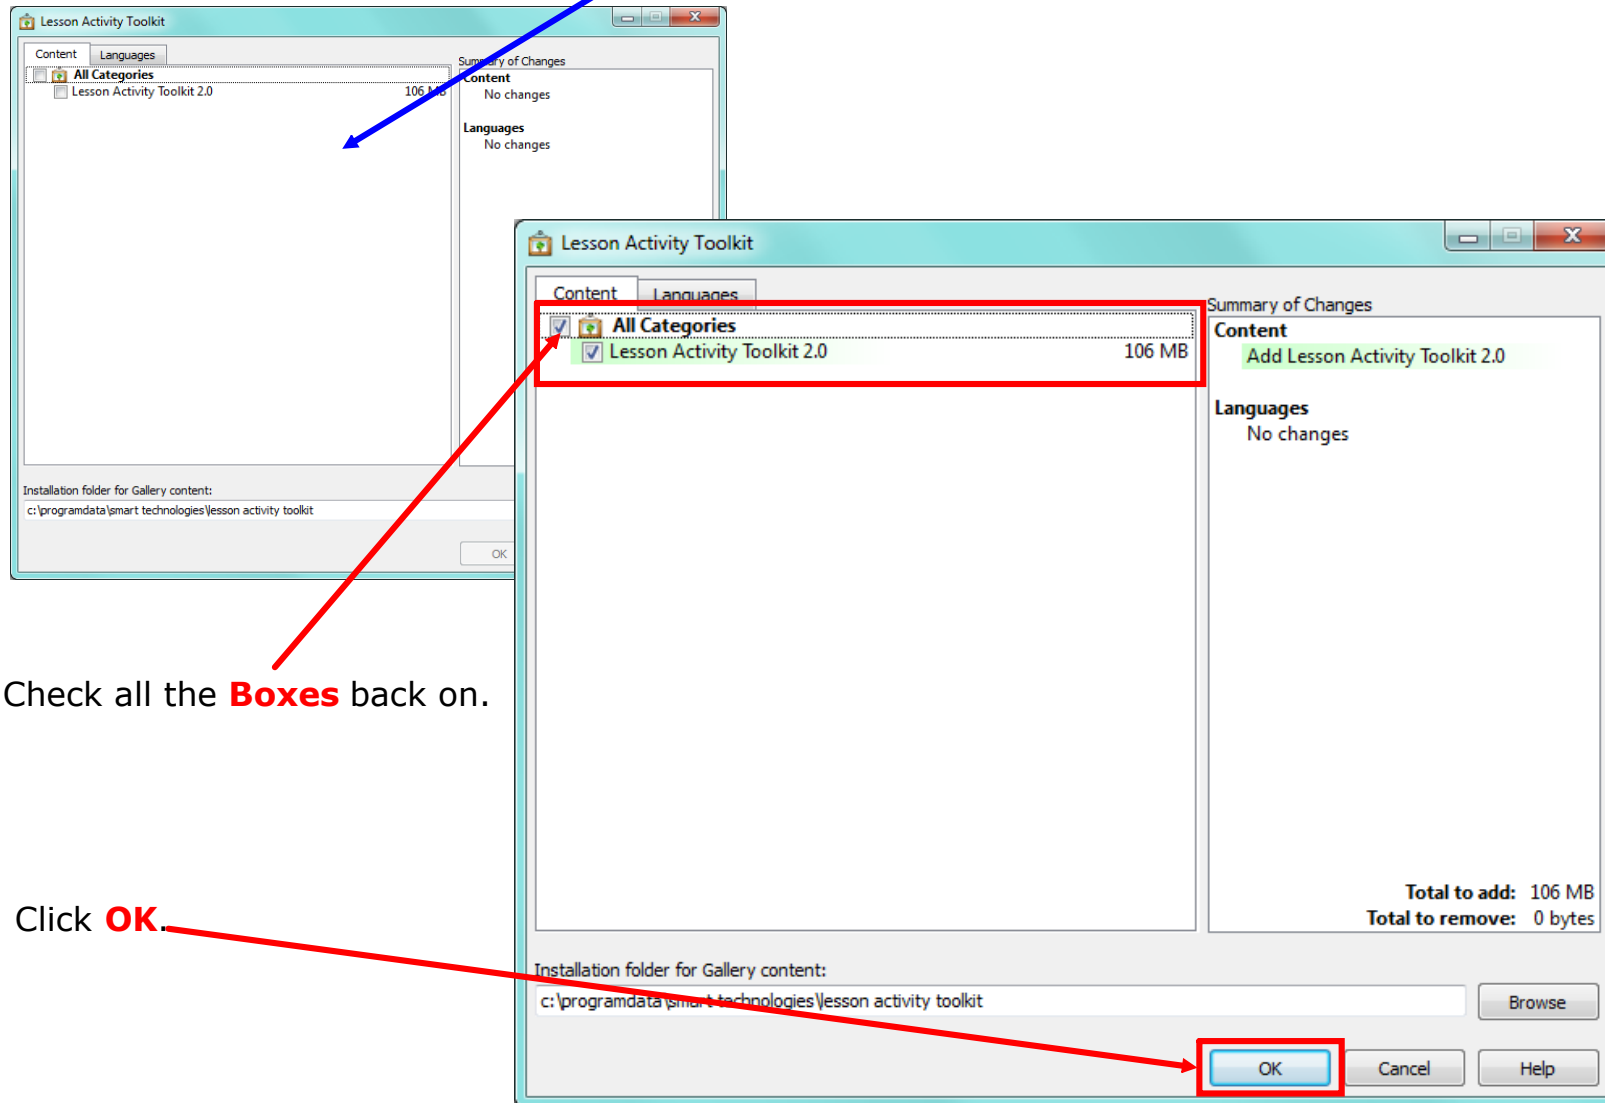 Lesson Activity Toolkit
Content Languages
All Categories
Lesson Activity Toolkit 2.0 106 MB
Summary of Changes
Content
No changes
Languages
No changes
Installation folder for Gallery content:
c:\programdata\smart technologies\lesson activity toolkit
OK
Check all the Boxes back on.
Click OK.
Lesson Activity Toolkit
Content Languages
All Categories
Lesson Activity Toolkit 2.0 106 MB
Summary of Changes
Content
Add Lesson Activity Toolkit 2.0
Languages
No changes
Total to add: 106 MB
Total to remove: 0 bytes
Installation folder for Gallery content:
c:\programdata\smart technologies\lesson activity toolkit
Browse
OK Cancel Help